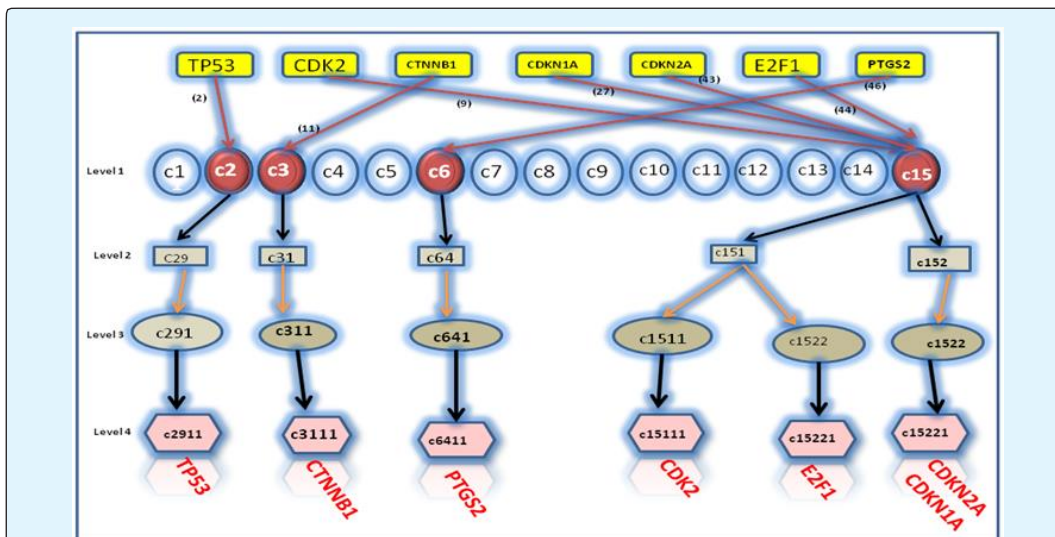 TP53 CDK2 CTNNB1 CDKN1A CDKN2A E2F1 PTGS2
(2) (11) (9) (27) (43) (44) (46)
Level 1 c1 c2 c3 c4 c5 c6 c7 c8 c9 c10 c11 c12 c13 c14 c15
Level 2 C29 c31 c64 c151 c152
Level 3 c291 c311 c641 c1511 c1522 c1522
Level 4 c2911 c3111 c6411 c15111 c15221 c15221
TP53 CTNNB1 PTGS2 CDK2 E2F1 CDKN2A
CDKN1A